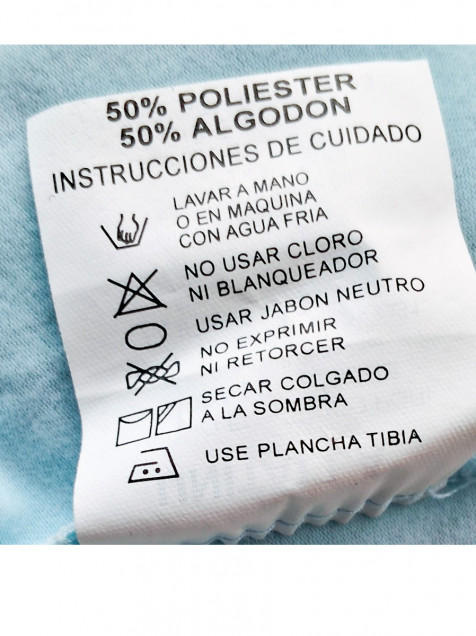 50% POLIESTER
50% ALGODON
INSTRUCCIONES DE CUIDADO
LAVAR A MANO
O EN MAQUINA
CON AGUA FRIA
NO USAR CLORO
NI BLANQUEADOR
USAR JABON NEUTRO
NO EXPRIMIR
NI RETORCER
SECAR COLGADO
A LA SOMBRA
USE PLANCHA TIBIA